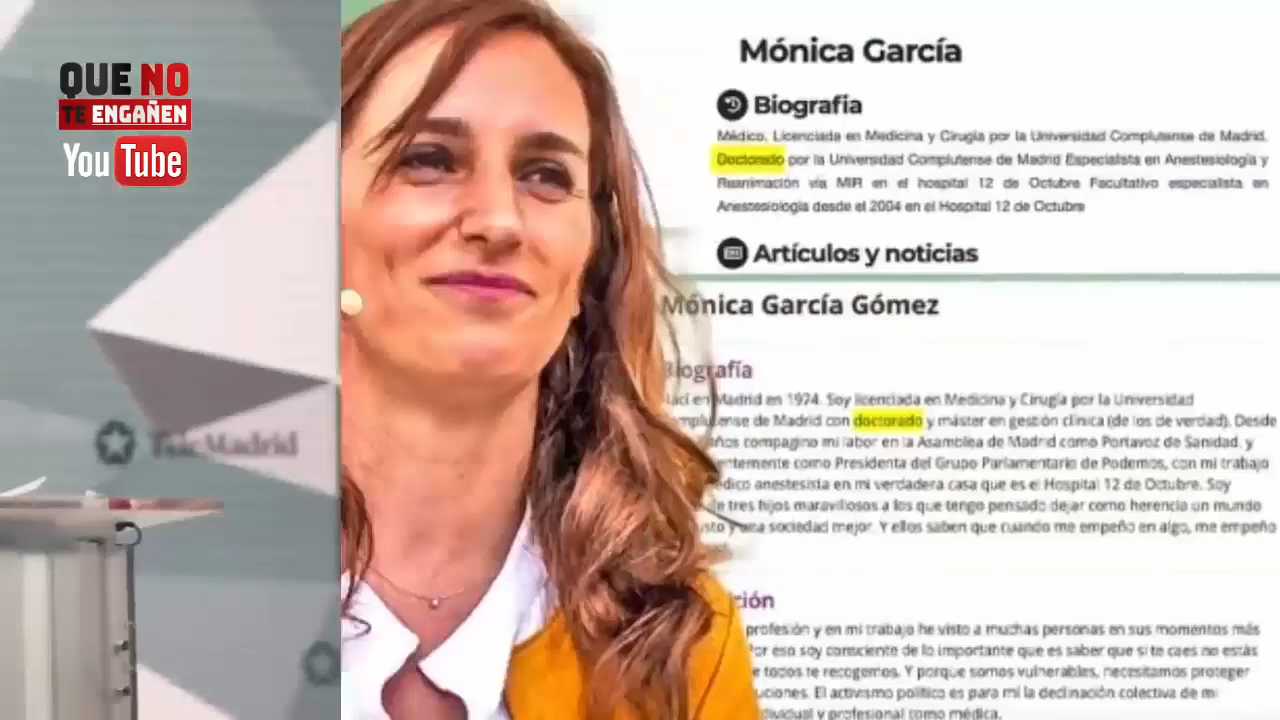 QUE NO
TE ENGAÑEN
YouTube
TeleMadrid
Mónica García
Biografia
Médico. Licenciada en Medicina y Cirugía por la Universidad Complutense de Madrid.
Doctorado por la Universidad Complutense de Madrid Especialista en Anestesiología y
Reanimación vía MIR en el hospital 12 de Octubre Facultativo especialista en
Anestesiología desde el 2004 en el Hospital 12 de Octubre
Artículos y noticias
Mónica García Gómez
Biografía
en Madrid en 1974. Soy licenciada en Medicina y Cirugía por la Universidad
de Madrid con doctorado y máster en gestión clínica (de los de verdad). Desde
compagino mi labor en la Asamblea de Madrid como Portavoz de Sanidad, y
como Presidenta del Grupo Parlamentario de Podemos, con mi trabajo
anestesista en mi verdadera casa que es el Hospital 12 de Octubre. Soy
tres hijos maravillosos a los que tengo pensado dejar como herencia un mundo
y una sociedad mejor. Y ellos saben que cuando me empeño en algo, me empeño
profesión y en mi trabajo he visto a muchas personas en sus momentos más
eso soy consciente de lo importante que es saber que si te caes no estás
todos te recogemos. Y porque somos vulnerables, necesitamos proteger
El activismo político es para mí la declinación colectiva de mi
y profesional como médica.